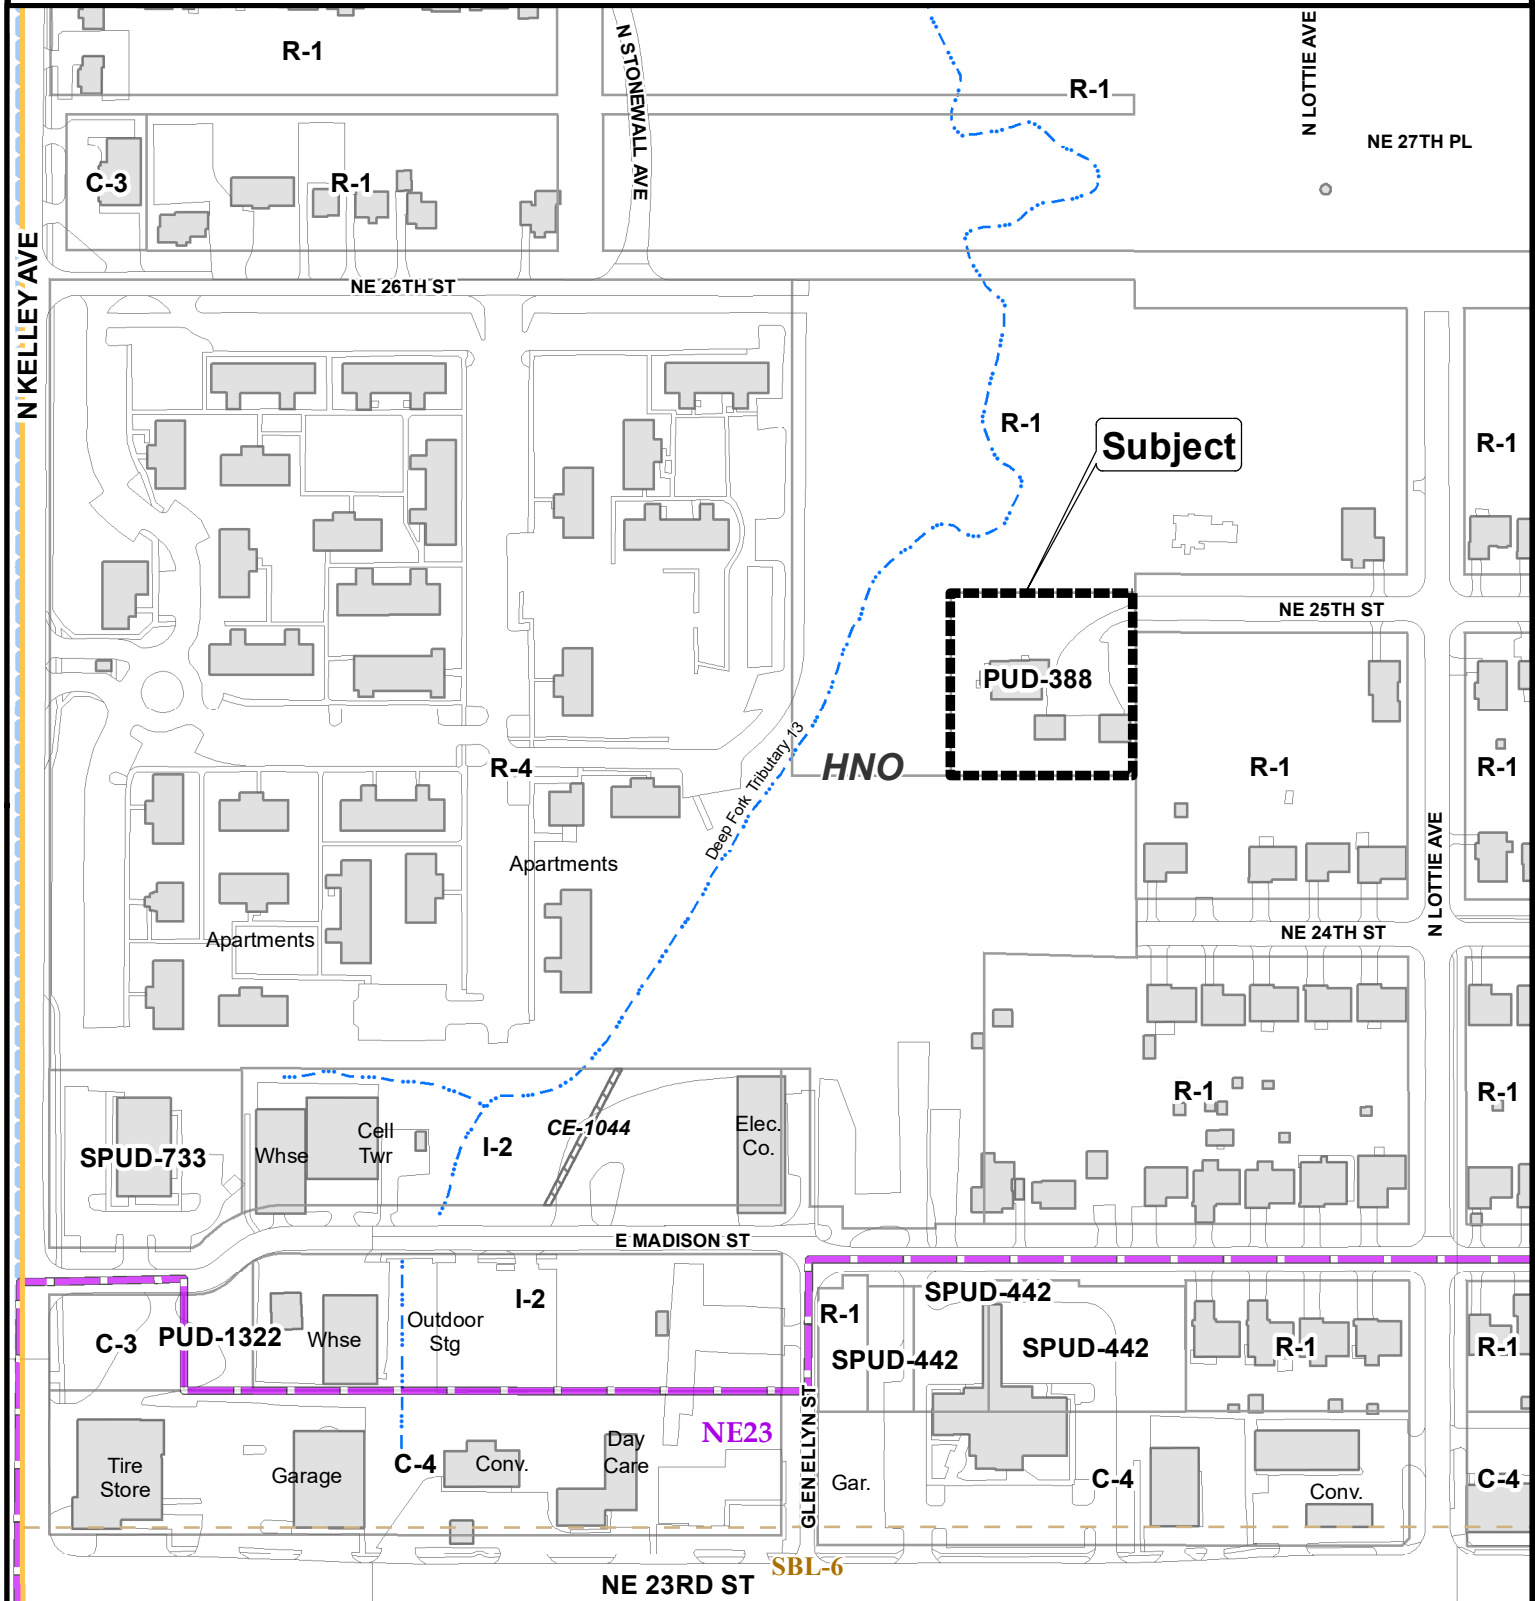 R-1
N STONEWALL AVE
R-1
N LOTTIE AVE
NE 27TH PL
C-3
R-1
N KELLEY AVE
NE 26TH ST
R-1
Subject
R-1
NE 25TH ST
PUD-388
R-4
Deep Fork Tributary 13
HNO
R-1
R-1
N LOTTIE AVE
Apartments
Apartments
NE 24TH ST
SPUD-733
Whse
Cell
Twr
I-2
CE-1044
Elec.
Co.
R-1
R-1
E MADISON ST
C-3
PUD-1322
Whse
Outdoor
Stg
I-2
R-1
SPUD-442
SPUD-442
SPUD-442
R-1
R-1
NE23
GLENELLYN ST
Tire
Store
Garage
C-4
Conv.
Day
Care
Gar.
C-4
Conv.
C-4
SBL-6
NE 23RD ST